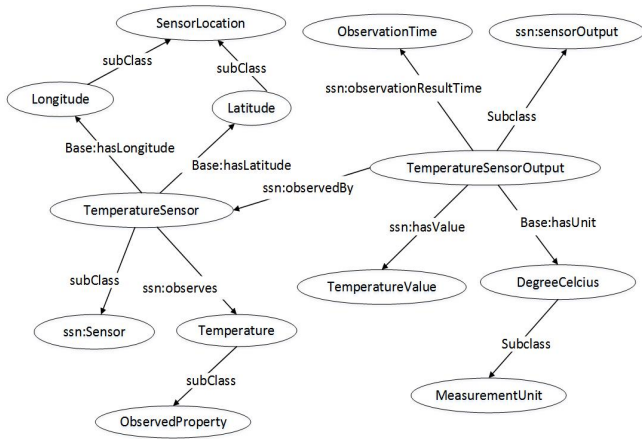 SensorLocation
ObservationTime
ssn:sensorOutput
subClass
subClass
Longitude
Latitude
ssn:observationResultTime
Subclass
Base:hasLongitude
Base:hasLatitude
TemperatureSensorOutput
ssn:observedBy
TemperatureSensor
ssn:hasValue
Base:hasUnit
subClass
ssn:observes
TemperatureValue
DegreeCelcius
ssn:Sensor
Temperature
Subclass
subClass
MeasurementUnit
ObservedProperty